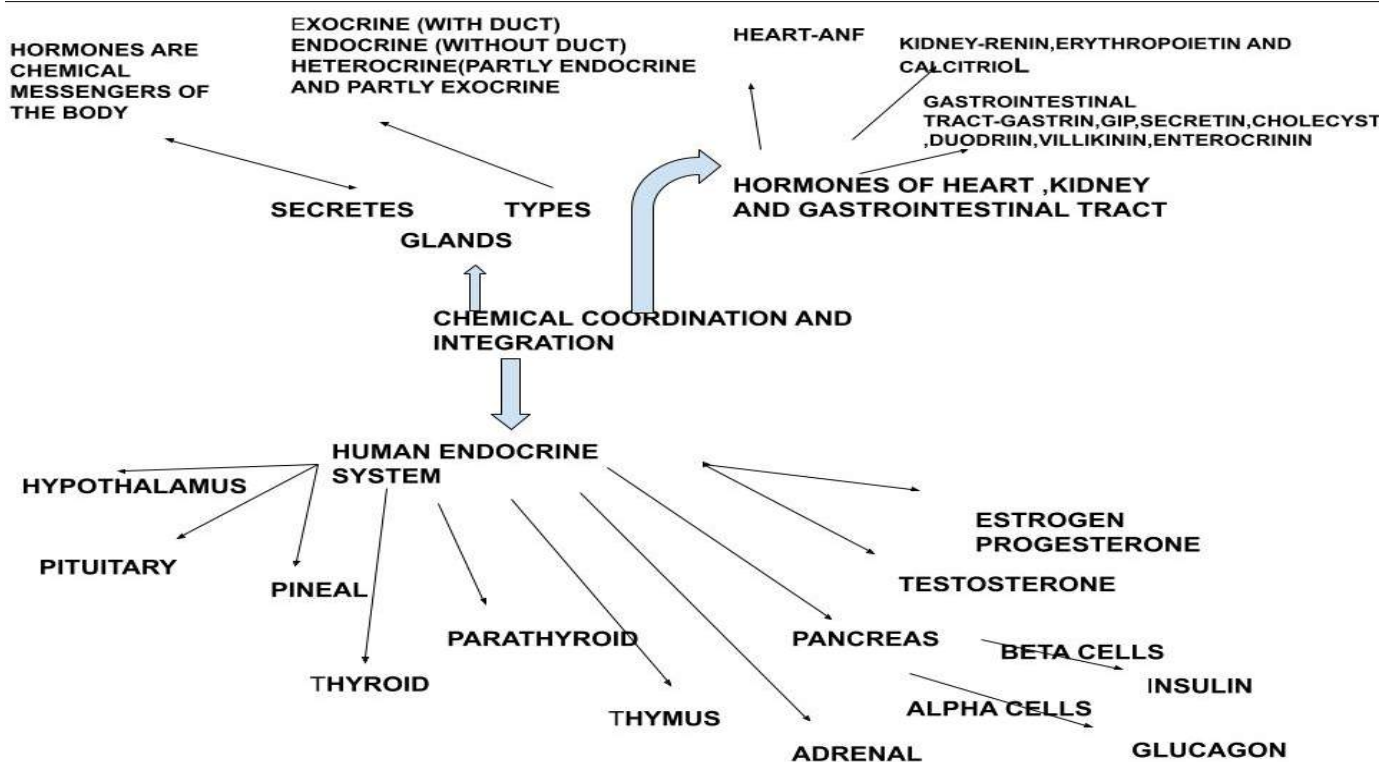 HORMONES ARE
CHEMICAL
MESSENGERS OF
THE BODY
EXOCRINE (WITH DUCT)
ENDOCRINE (WITHOUT DUCT)
HETEROCRINE(PARTLY ENDOCRINE
AND PARTLY EXOCRINE
HEART-ANF
KIDNEY-RENIN,ERYTHROPOIETIN AND
CALCITRIOL
GASTROINTESTINAL
TRACT-GASTRIN,GIP,SECRETIN,CHOLECYST
,DUODRIIN,VILLIKININ,ENTEROCRININ
HORMONES OF HEART ,KIDNEY
AND GASTROINTESTINAL TRACT
SECRETES
TYPES
GLANDS
CHEMICAL COORDINATION AND
INTEGRATION
HUMAN ENDOCRINE
SYSTEM
HYPOTHALAMUS
PITUITARY
PINEAL
THYROID
PARATHYROID
THYMUS
ADRENAL
PANCREAS
ESTROGEN
PROGESTERONE
TESTOSTERONE
BETA CELLS
INSULIN
ALPHA CELLS
GLUCAGON